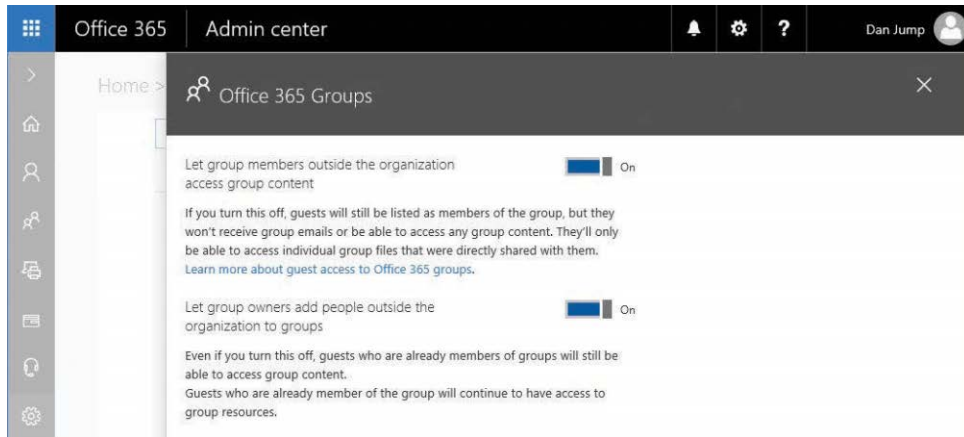 Office 365 Admin center ? Dan Jump
Home >
Office 365 Groups
Let group members outside the organization On
access group content
If you turn this off, guests will still be listed as members of the group, but they
won't receive group emails or be able to access any group content. They'll only
be able to access individual group files that were directly shared with them.
Learn more about guest access to Office 365 groups.
Let group owners add people outside the On
organization to groups
Even if you turn this off, guests who are already members of groups will still be
able to access group content.
Guests who are already member of the group will continue to have access to
group resources.